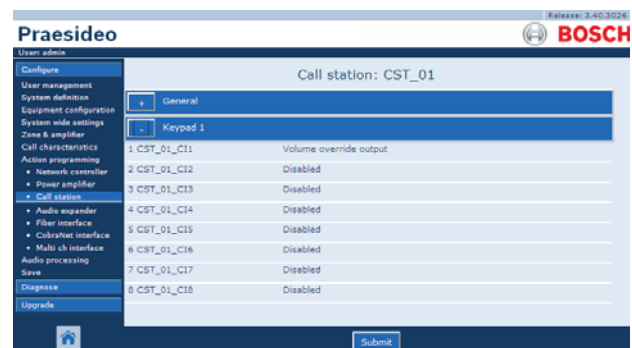 Release: 3.40.3026
Praesideo
BOSCH
User: admin
Configure
User management
System definition
Equipment configuration
System wide settings
Zone & amplifier
Call characteristics
Action programming
• Network controller
• Power amplifier
• Call station
• Audio expander
• Fiber interface
• CobraNet interface
• Multi ch interface
Audio processing
Save
Diagnose
Upgrade
Call station: CST_01
+ General
- Keypad 1
1 CST_01_CI1 Volume override output
2 CST_01_CI2 Disabled
3 CST_01_CI3 Disabled
4 CST_01_CI4 Disabled
5 CST_01_CI5 Disabled
6 CST_01_CI6 Disabled
7 CST_01_CI7 Disabled
8 CST_01_CI8 Disabled
Submit